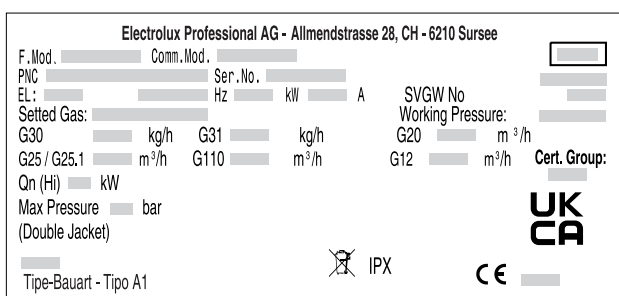 Electrolux Professional AG - Allmendstrasse 28, CH - 6210 Sursee
F.Mod. Comm.Mod.
PNC Ser.No.
EL: Hz kW A SVGW No
Setted Gas: Working Pressure:
G30 kg/h G31 kg/h G20 m³/h
G25 / G25.1 m³/h G110 m³/h G12 m³/h Cert. Group:
Qn (Hi) kW
Max Pressure bar
(Double Jacket)
UK
CA
IPX
CE
Tipe-Bauart - Tipo A1